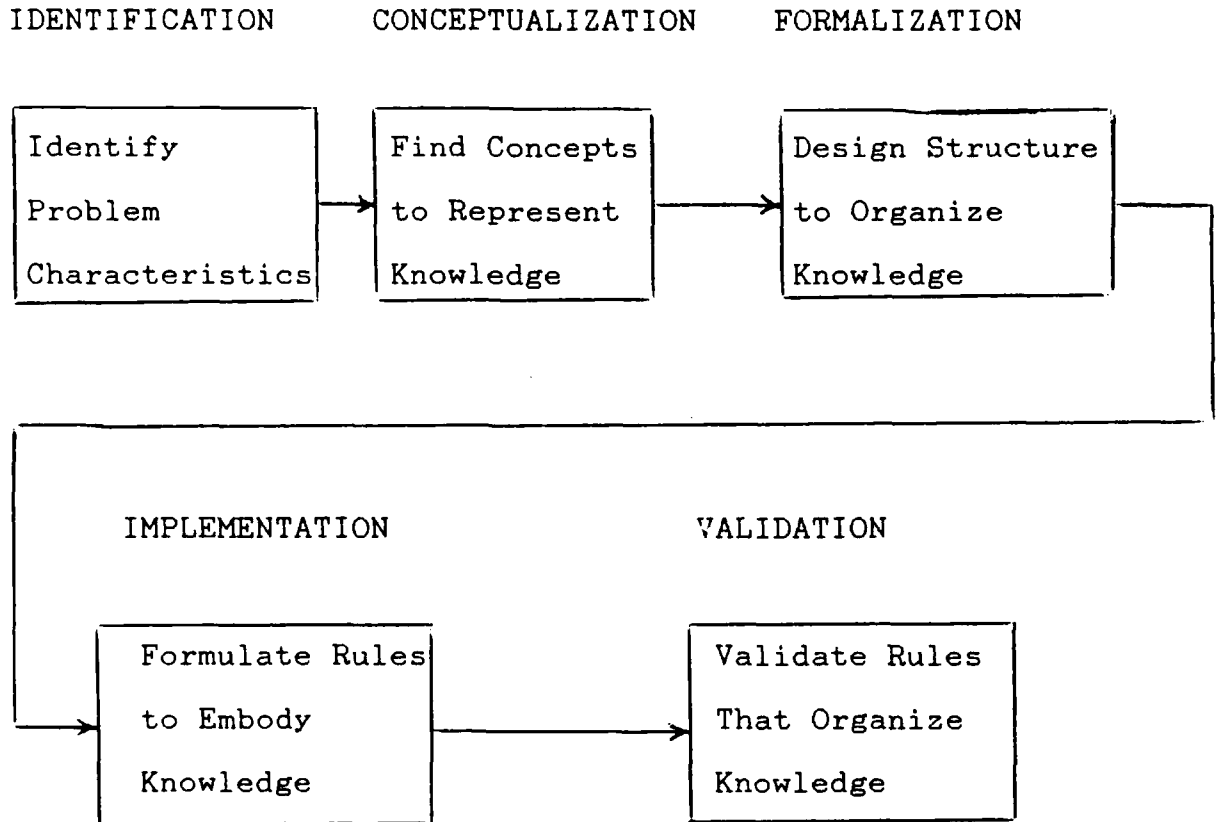 IDENTIFICATION CONCEPTUALIZATION FORMALIZATION
Identify
Problem
Characteristics
Find Concepts
to Represent
Knowledge
Design Structure
to Organize
Knowledge
IMPLEMENTATION VALIDATION
Formulate Rules
to Embody
Knowledge
Validate Rules
That Organize
Knowledge